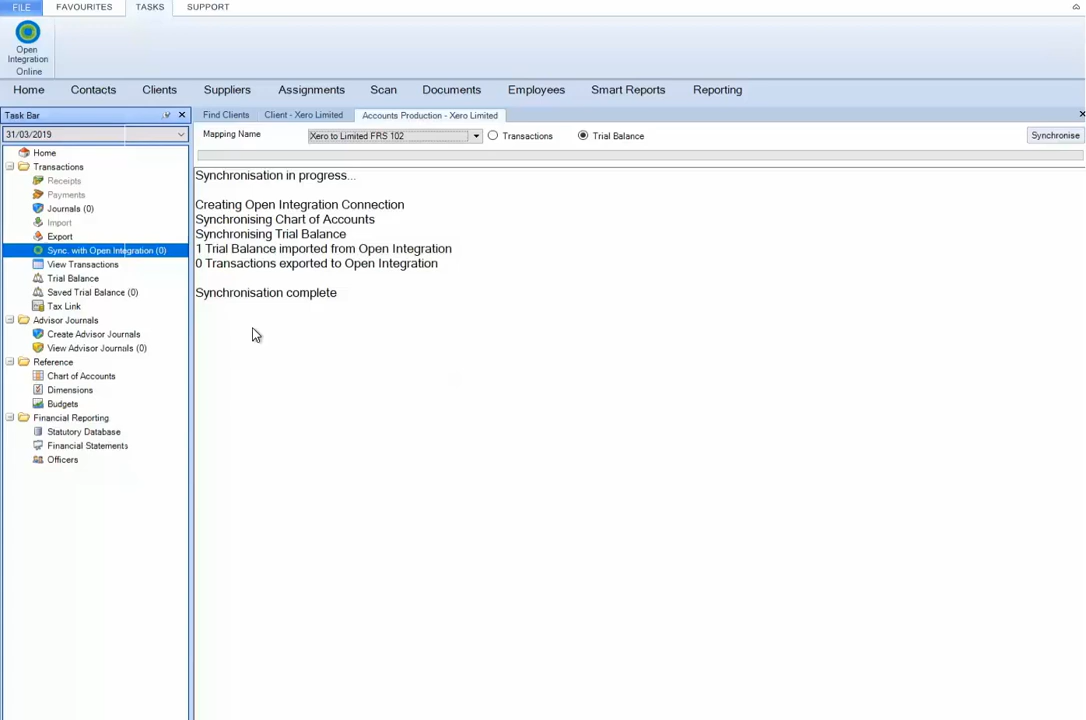 FILE FAVOURITES TASKS SUPPORT
Open
Integration
Online
Home Contacts Clients Suppliers Assignments Scan Documents Employees Smart Reports Reporting
Task Bar
31/03/2019
Home
Transactions
Receipts
Payments
Journals (0)
Import
Export
Sync. with Open Integration (0)
View Transactions
Trial Balance
Saved Trial Balance (0)
Tax Link
Advisor Journals
Create Advisor Journals
View Advisor Journals (0)
Reference
Chart of Accounts
Dimensions
Budgets
Financial Reporting
Statutory Database
Financial Statements
Officers
Find Clients Client - Xero Limited Accounts Production - Xero Limited
Mapping Name Xero to Limited FRS 102 Transactions Trial Balance Synchronise
Synchronisation in progress...
Creating Open Integration Connection
Synchronising Chart of Accounts
Synchronising Trial Balance
1 Trial Balance imported from Open Integration
0 Transactions exported to Open Integration
Synchronisation complete